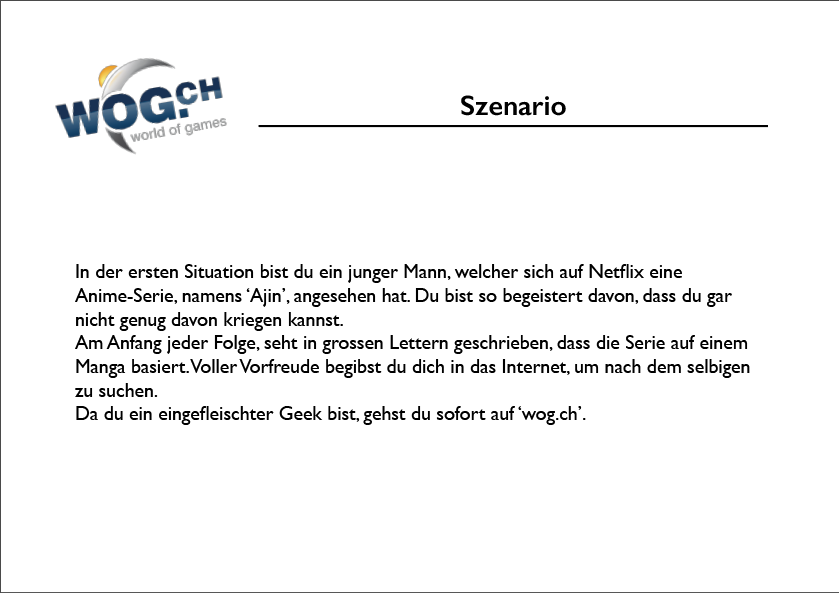 WOG.CH
world of games
Szenario
In der ersten Situation bist du ein junger Mann, welcher sich auf Netflix eine
Anime-Serie, namens ‘Ajin’, angesehen hat. Du bist so begeistert davon, dass du gar
nicht genug davon kriegen kannst.
Am Anfang jeder Folge, seht in grossen Lettern geschrieben, dass die Serie auf einem
Manga basiert. Voller Vorfreude begibst du dich in das Internet, um nach dem selbigen
zu suchen.
Da du ein eingefleischter Geek bist, gehst du sofort auf ‘wog.ch’.